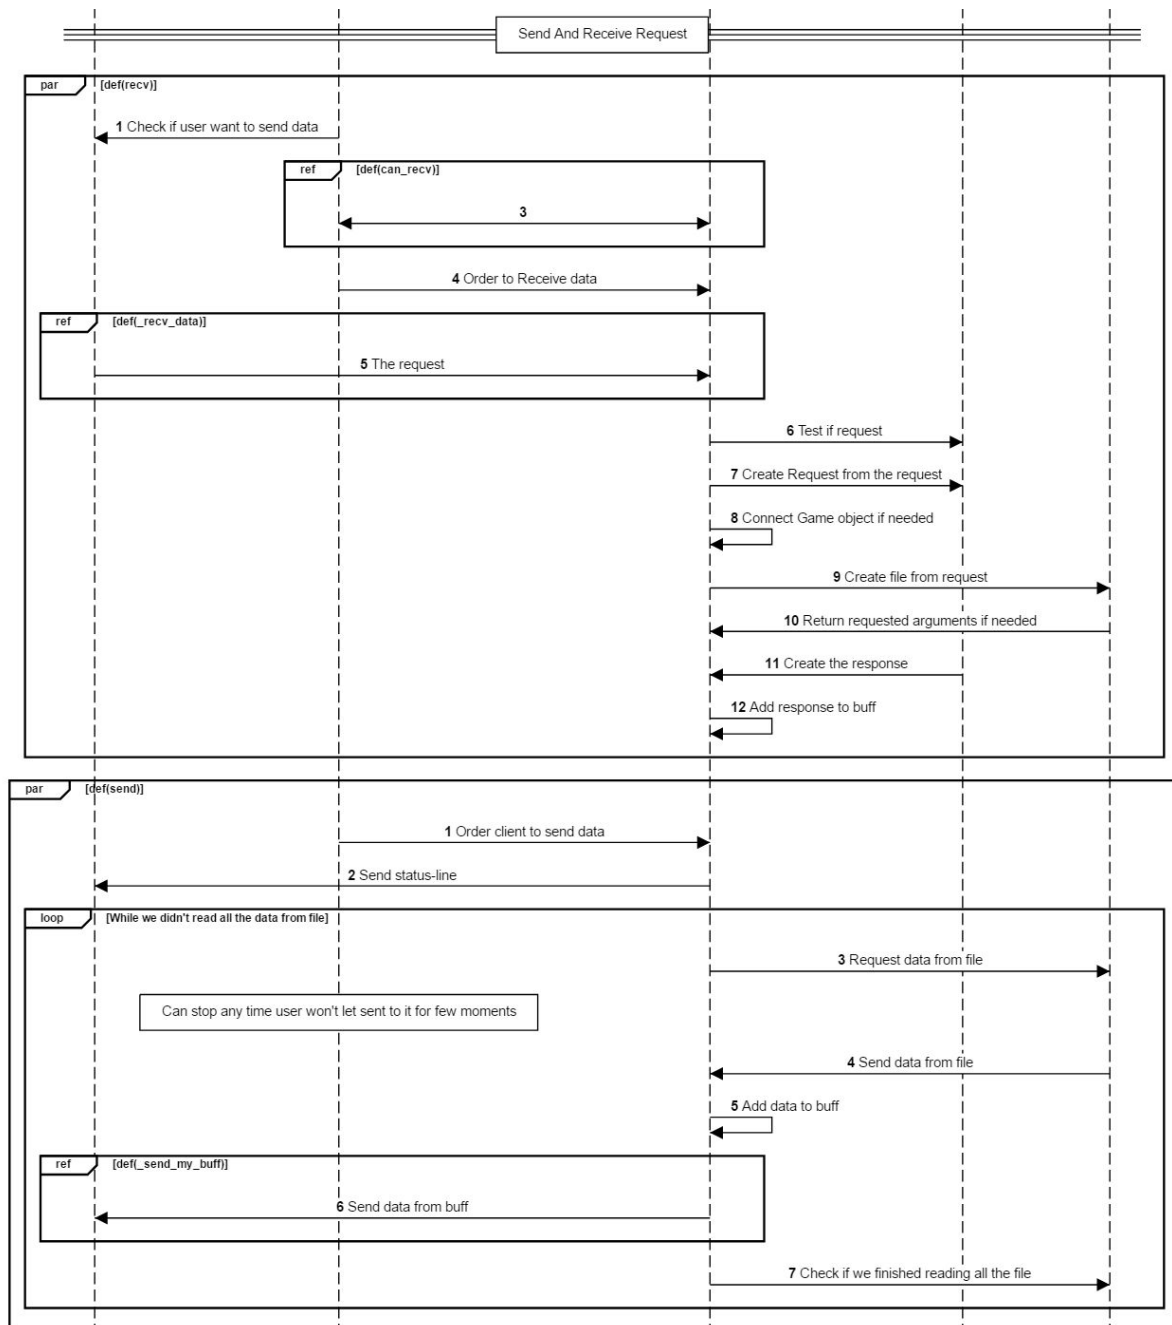 Send And Receive Request
par [def(recv)]
1 Check if user want to send data
ref [def(can_recv)]
3
4 Order to Receive data
ref [def(_recv_data)]
5 The request
6 Test if request
7 Create Request from the request
8 Connect Game object if needed
9 Create file from request
10 Return requested arguments if needed
11 Create the response
12 Add response to buff
par [def(send)]
1 Order client to send data
2 Send status-line
loop [While we didn't read all the data from file]
3 Request data from file
Can stop any time user won't let sent to it for few moments
4 Send data from file
5 Add data to buff
ref [def(_send_my_buff)]
6 Send data from buff
7 Check if we finished reading all the file